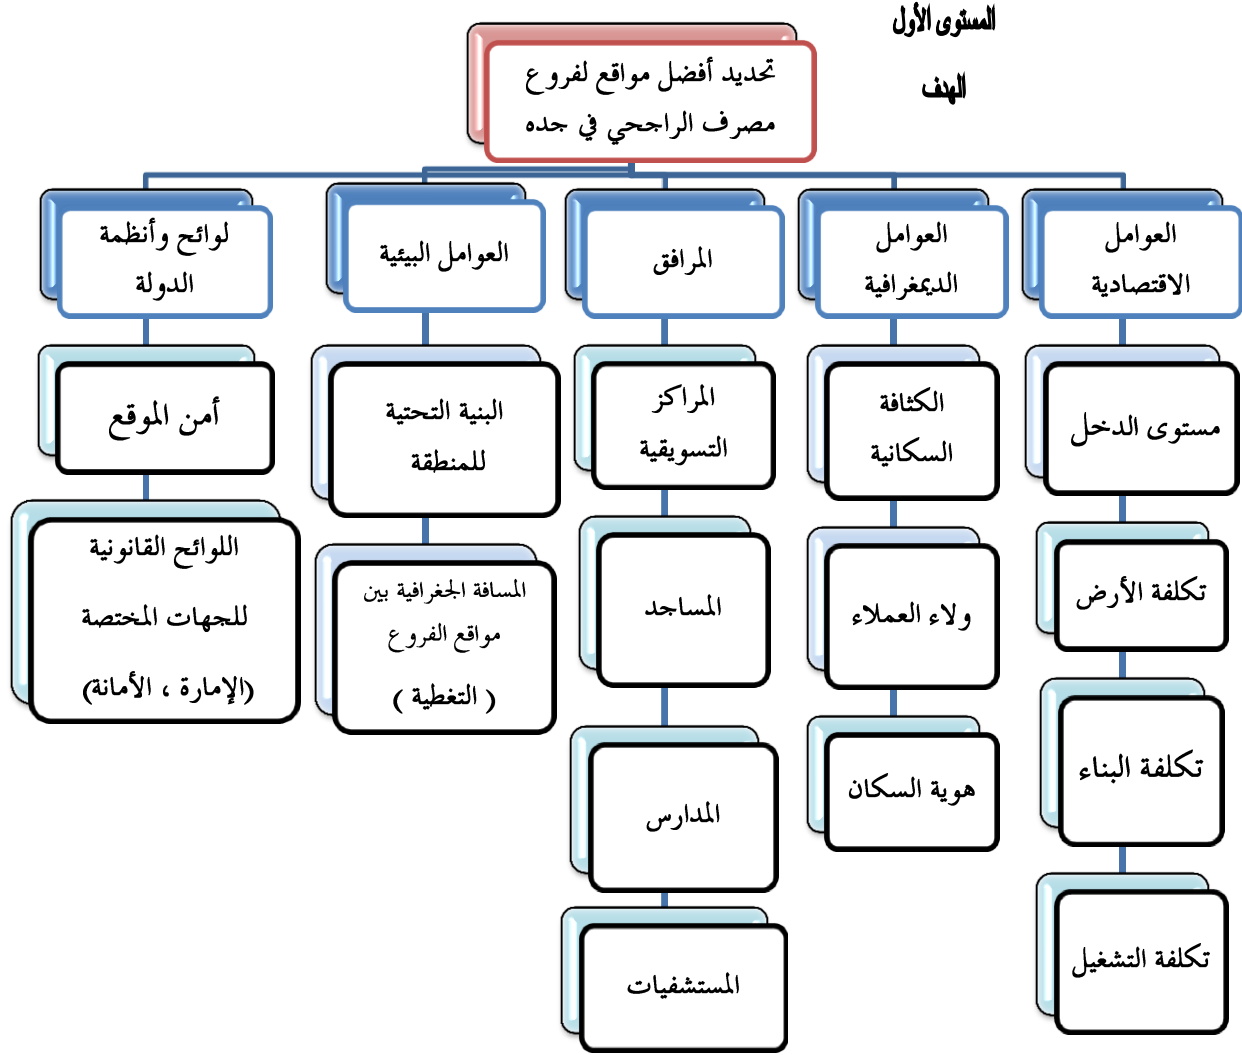 المستوى الأول
الهدف
تحديد أفضل مواقع لفروع
مصرف الراجحي في جده
العوامل
الاقتصادية
مستوى الدخل
تكلفة الأرض
تكلفة البناء
تكلفة التشغيل
العوامل
الديمغرافية
الكثافة
السكانية
ولاء العملاء
هوية السكان
المرافق
المراكز
التسويقية
المساجد
المدارس
المستشفيات
العوامل البيئية
البنية التحتية
للمنطقة
المسافة الجغرافية بين
مواقع الفروع
( التغطية )
لوائح وأنظمة
الدولة
أمن الموقع
اللوائح القانونية
للجهات المختصة
(الإمارة ، الأمانة)